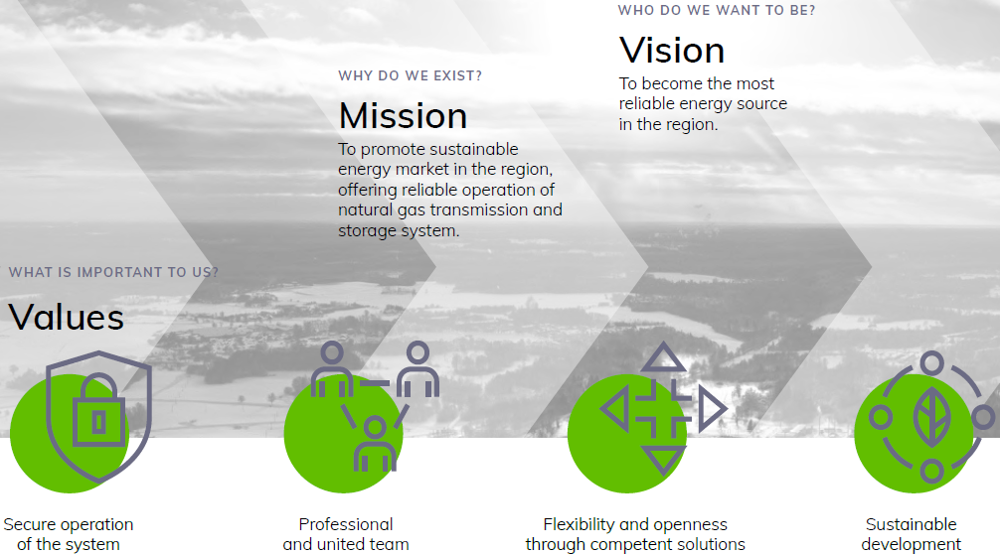 WHO DO WE WANT TO BE?
Vision
To become the most
reliable energy source
in the region.
WHY DO WE EXIST?
Mission
To promote sustainable
energy market in the region,
offering reliable operation of
natural gas transmission and
storage system.
WHAT IS IMPORTANT TO US?
Values
Secure operation
of the system
Professional
and united team
Flexibility and openness
through competent solutions
Sustainable
development